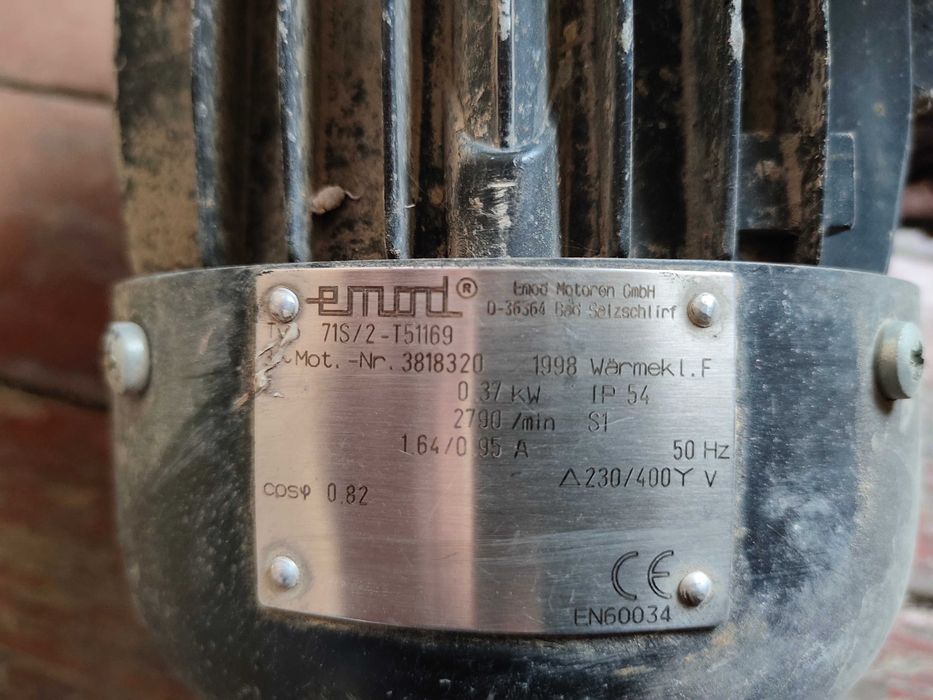 emod®
Emod Motoren GmbH
D-36364 Bad Salzschlirf
71S/2-T51169
Mot.-Nr. 3818320 1998 Wärmekl.F
0,37 kW IP 54
2790 /min S1
1.64/0.95 A 50 Hz
△230/400Y V
cosφ 0.82
CE
EN60034